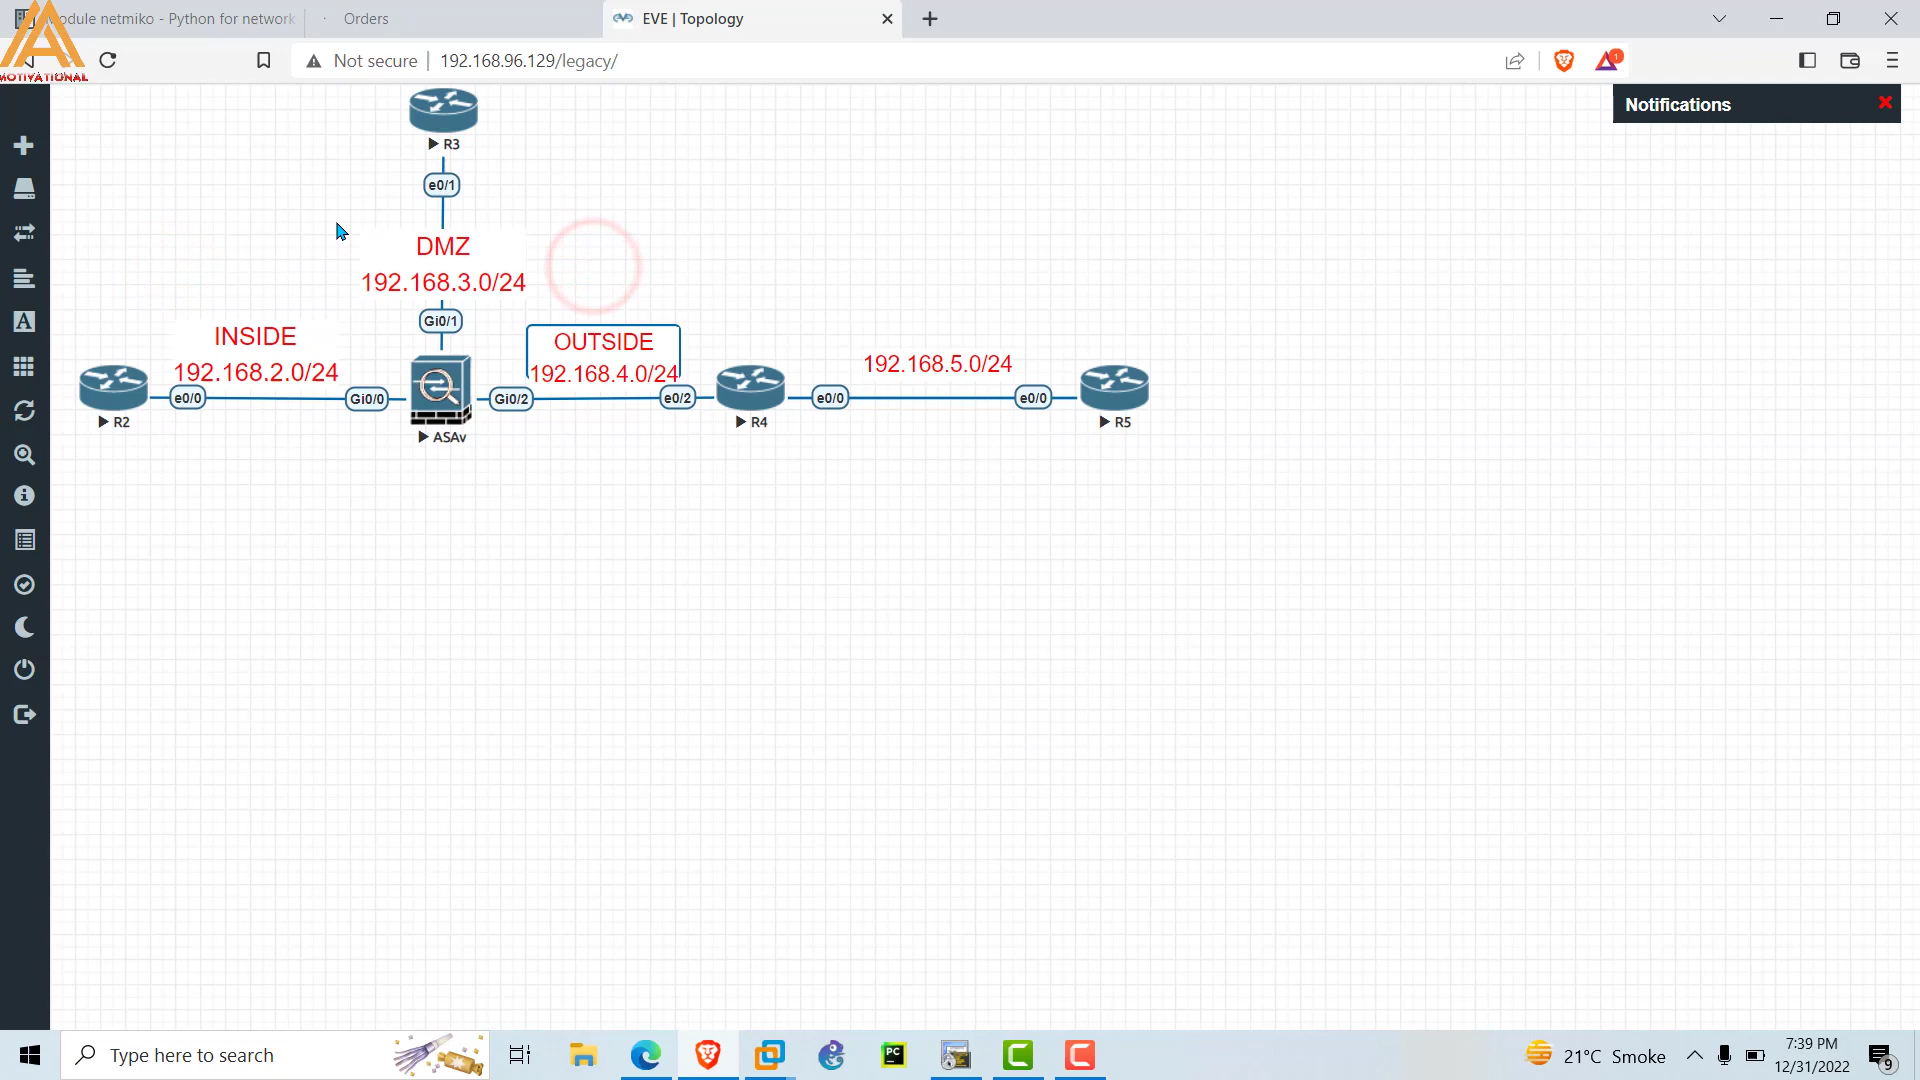 odule netmiko - Python for network
Orders
EVE | Topology
MOTIVATIONAL
Not secure
192.168.96.129/legacy/
1
Notifications
R3
e0/1
DMZ
192.168.3.0/24
Gi0/1
INSIDE
192.168.2.0/24
OUTSIDE
192.168.4.0/24
192.168.5.0/24
e0/0
Gi0/0
Gi0/2
e0/2
e0/0
e0/0
R2
ASAv
R4
R5
A
Type here to search
PC
21°C Smoke
7:39 PM
12/31/2022
9